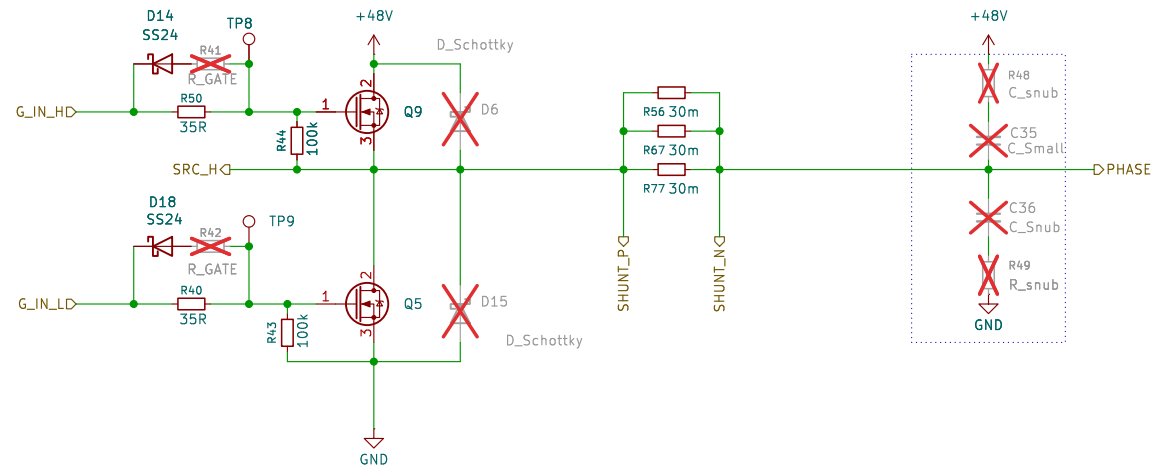 D14
SS24
TP8
R41
R_GATE
R50
35R
G_IN_H
+48V
D_Schottky
2
1
3
Q9
D6
R44
100k
SRC_H
D18
SS24
TP9
R42
R_GATE
R40
35R
G_IN_L
2
1
3
Q5
D15
D_Schottky
R43
100k
GND
R56 30m
R67 30m
R77 30m
SHUNT_P
SHUNT_N
+48V
R48
C_snub
C35
C_Small
PHASE
C36
C_Snub
R49
R_snub
GND